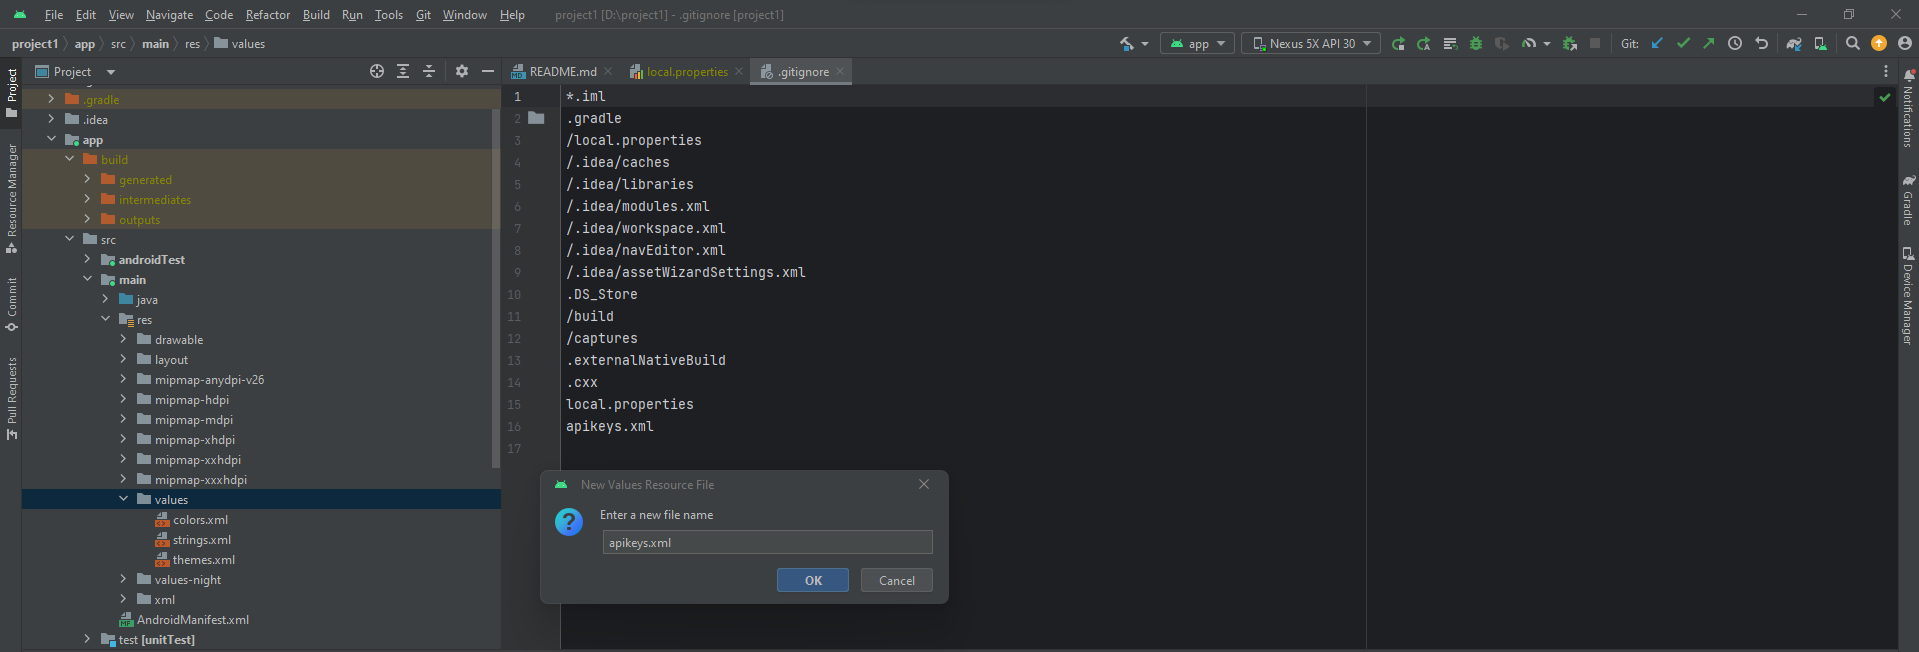 File Edit View Navigate Code Refactor Build Run Tools Git Window Help project1 [D:\project1] - .gitignore [project1]
project1 app src main res values app Nexus 5X API 30 Git:
Project README.md local.properties .gitignore
Project
Resource Manager
Commit
Pull Requests
.gradle
.idea
app
build
generated
intermediates
outputs
src
androidTest
main
java
res
drawable
layout
mipmap-anydpi-v26
mipmap-hdpi
mipmap-mdpi
mipmap-xhdpi
mipmap-xxhdpi
mipmap-xxxhdpi
values
colors.xml
strings.xml
themes.xml
values-night
xml
AndroidManifest.xml
test [unitTest]
1 *.iml
2 .gradle
3 /local.properties
4 /.idea/caches
5 /.idea/libraries
6 /.idea/modules.xml
7 /.idea/workspace.xml
8 /.idea/navEditor.xml
9 /.idea/assetWizardSettings.xml
10 .DS_Store
11 /build
12 /captures
13 .externalNativeBuild
14 .cxx
15 local.properties
16 apikeys.xml
17
New Values Resource File
Enter a new file name
apikeys.xml
OK Cancel
Notifications
Gradle
Device Manager